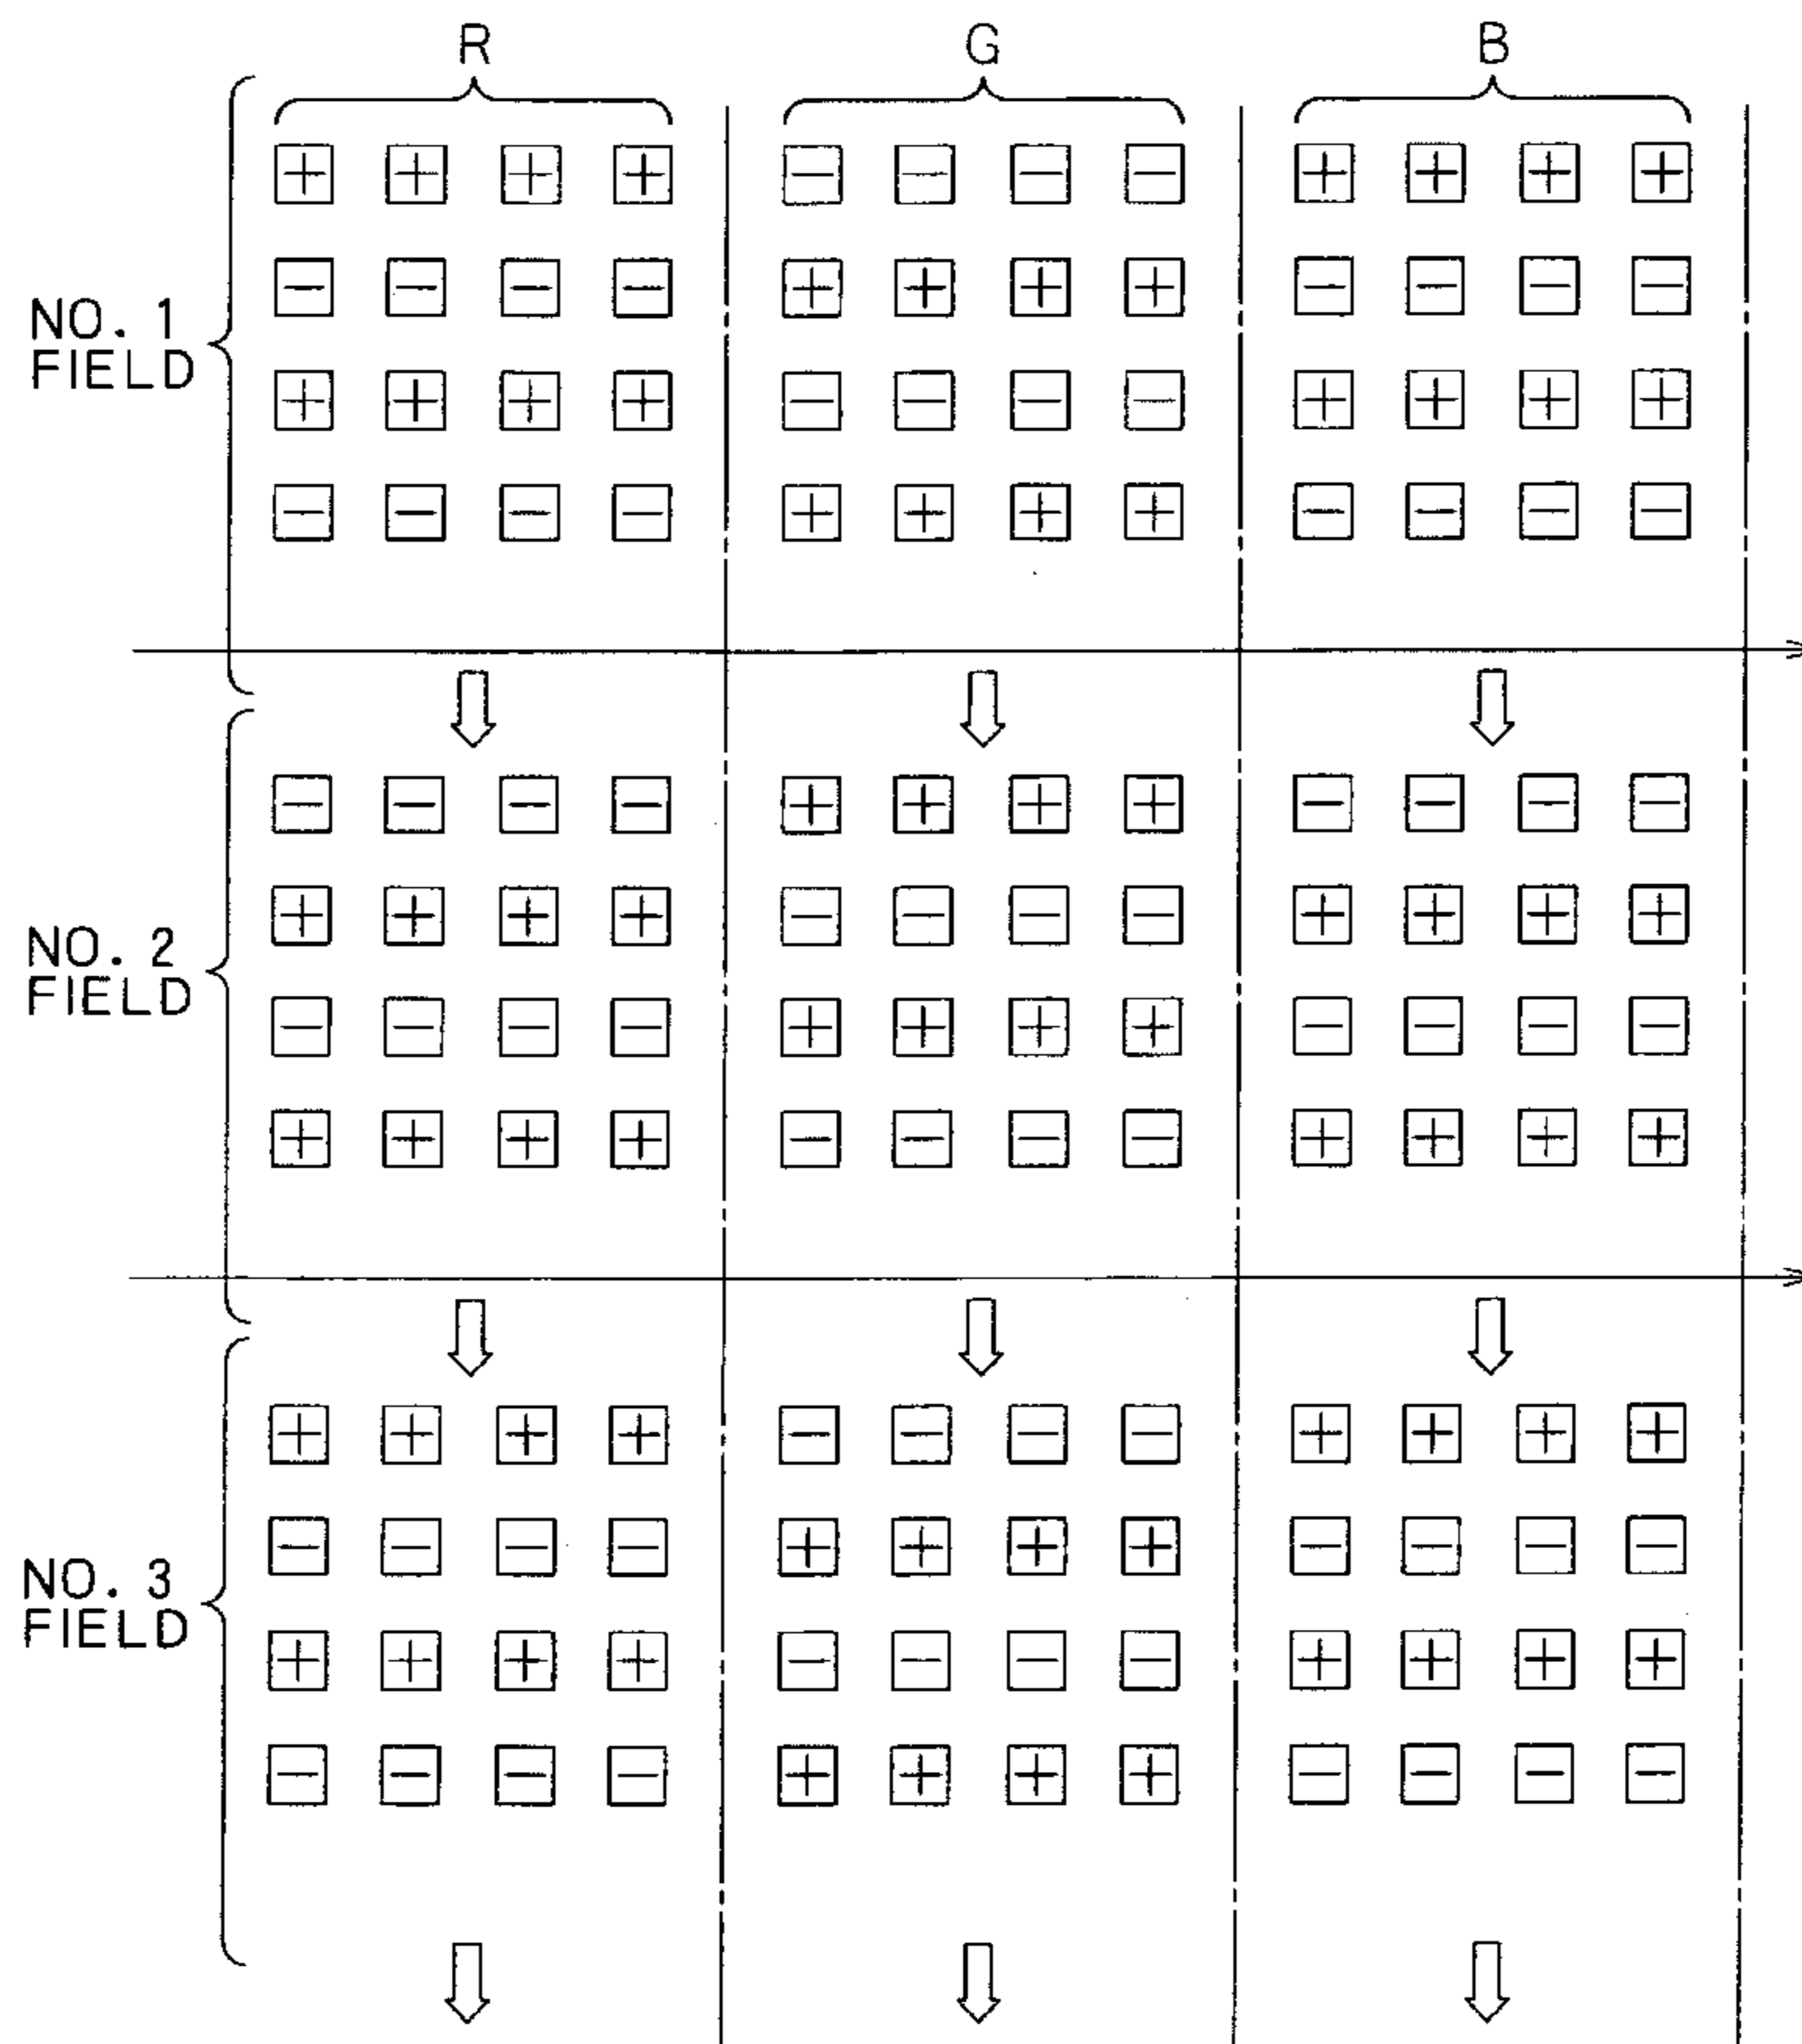 R G B
+ + + + − − − − + + + +
− − − − + + + + − − − −
NO. 1
FIELD
+ + + + − − − − + + + +
− − − − + + + + − − − −
− − − − + + + + − − − −
+ + + + − − − − + + + +
NO. 2
FIELD
− − − − + + + + − − − −
+ + + + − − − − + + + +
+ + + + − − − − + + + +
− − − − + + + + − − − −
NO. 3
FIELD
+ + + + − − − − + + + +
− − − − + + + + − − − −